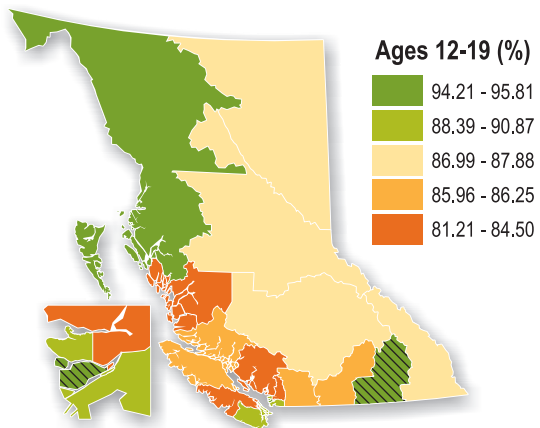 Ages 12-19 (%)
94.21 - 95.81
88.39 - 90.87
86.99 - 87.88
85.96 - 86.25
81.21 - 84.50